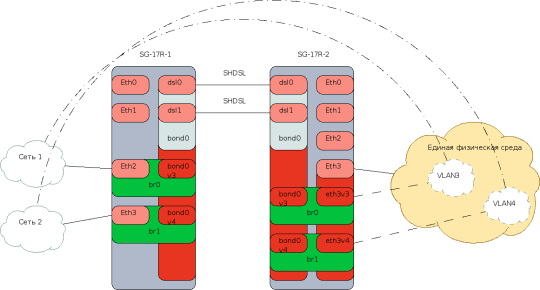 SG-17R-1
SG-17R-2
SHDSL
Eth0
dsl0
dsl0
Eth0
SHDSL
Eth1
dsl1
dsl1
Eth1
bond0
bond0
Eth2
Единая физическая среда
Сеть 1
Eth2
bond0
v3
Eth3
VLAN3
br0
bond0
v3
eth3v3
VLAN4
Сеть 2
Eth3
bond0
v4
br0
br1
bond0
v4
eth3v4
br1